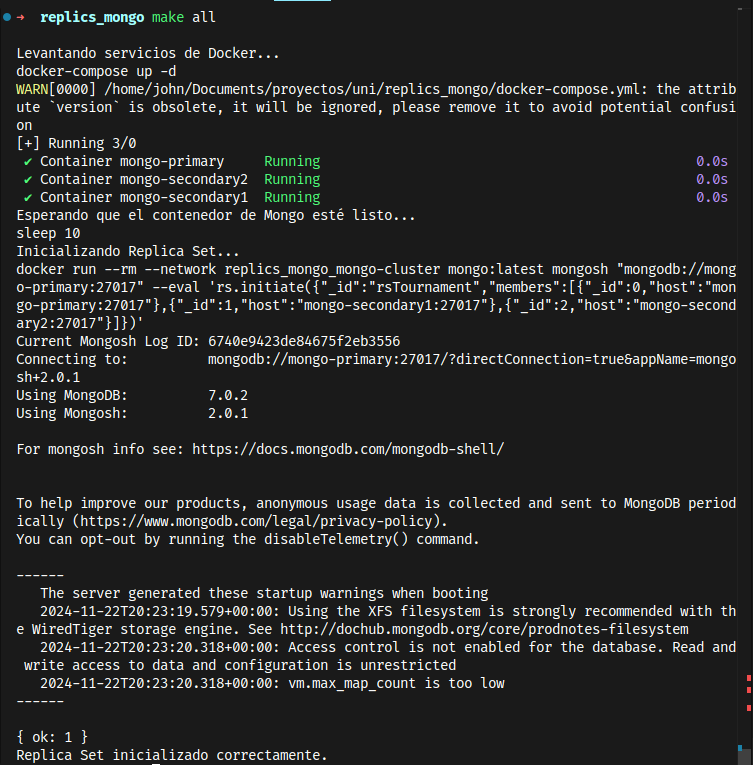 ➜ replics_mongo make all
Levantando servicios de Docker...
docker-compose up -d
WARN[0000] /home/john/Documents/proyectos/uni/replics_mongo/docker-compose.yml: the attrib
ute `version` is obsolete, it will be ignored, please remove it to avoid potential confusi
on
[+] Running 3/0
✔ Container mongo-primary Running 0.0s
✔ Container mongo-secondary2 Running 0.0s
✔ Container mongo-secondary1 Running 0.0s
Esperando que el contenedor de Mongo esté listo...
sleep 10
Inicializando Replica Set...
docker run --rm --network replics_mongo_mongo-cluster mongo:latest mongosh "mongodb://mong
o-primary:27017" --eval 'rs.initiate({"_id":"rsTournament","members":[{"_id":0,"host":"mon
go-primary:27017"},{"_id":1,"host":"mongo-secondary1:27017"},{"_id":2,"host":"mongo-second
ary2:27017"}]})'
Current Mongosh Log ID: 6740e9423de84675f2eb3556
Connecting to: mongodb://mongo-primary:27017/?directConnection=true&appName=mongo
sh+2.0.1
Using MongoDB: 7.0.2
Using Mongosh: 2.0.1
For mongosh info see: https://docs.mongodb.com/mongodb-shell/
To help improve our products, anonymous usage data is collected and sent to MongoDB period
ically (https://www.mongodb.com/legal/privacy-policy).
You can opt-out by running the disableTelemetry() command.
------
The server generated these startup warnings when booting
2024-11-22T20:23:19.579+00:00: Using the XFS filesystem is strongly recommended with th
e WiredTiger storage engine. See http://dochub.mongodb.org/core/prodnotes-filesystem
2024-11-22T20:23:20.318+00:00: Access control is not enabled for the database. Read and
write access to data and configuration is unrestricted
2024-11-22T20:23:20.318+00:00: vm.max_map_count is too low
------
{ ok: 1 }
Replica Set inicializado correctamente.